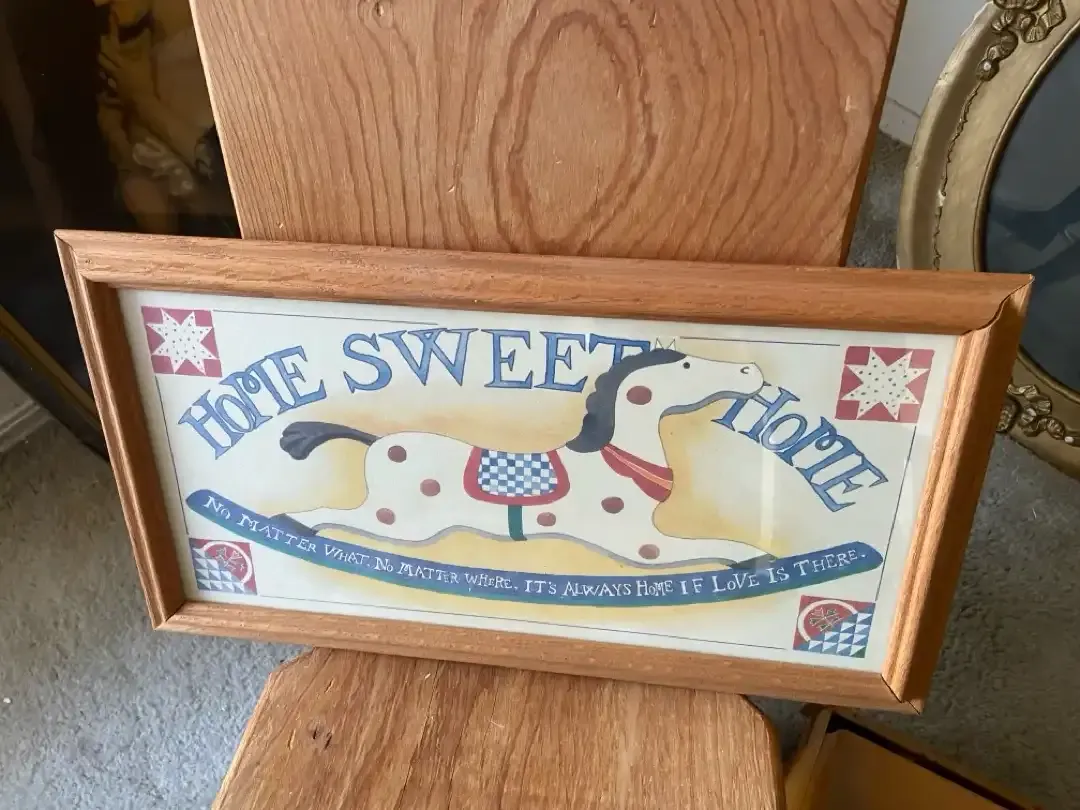 HOME SWEET HOME
NO MATTER WHAT. NO MATTER WHERE. IT'S ALWAYS HOME IF LOVE IS THERE.